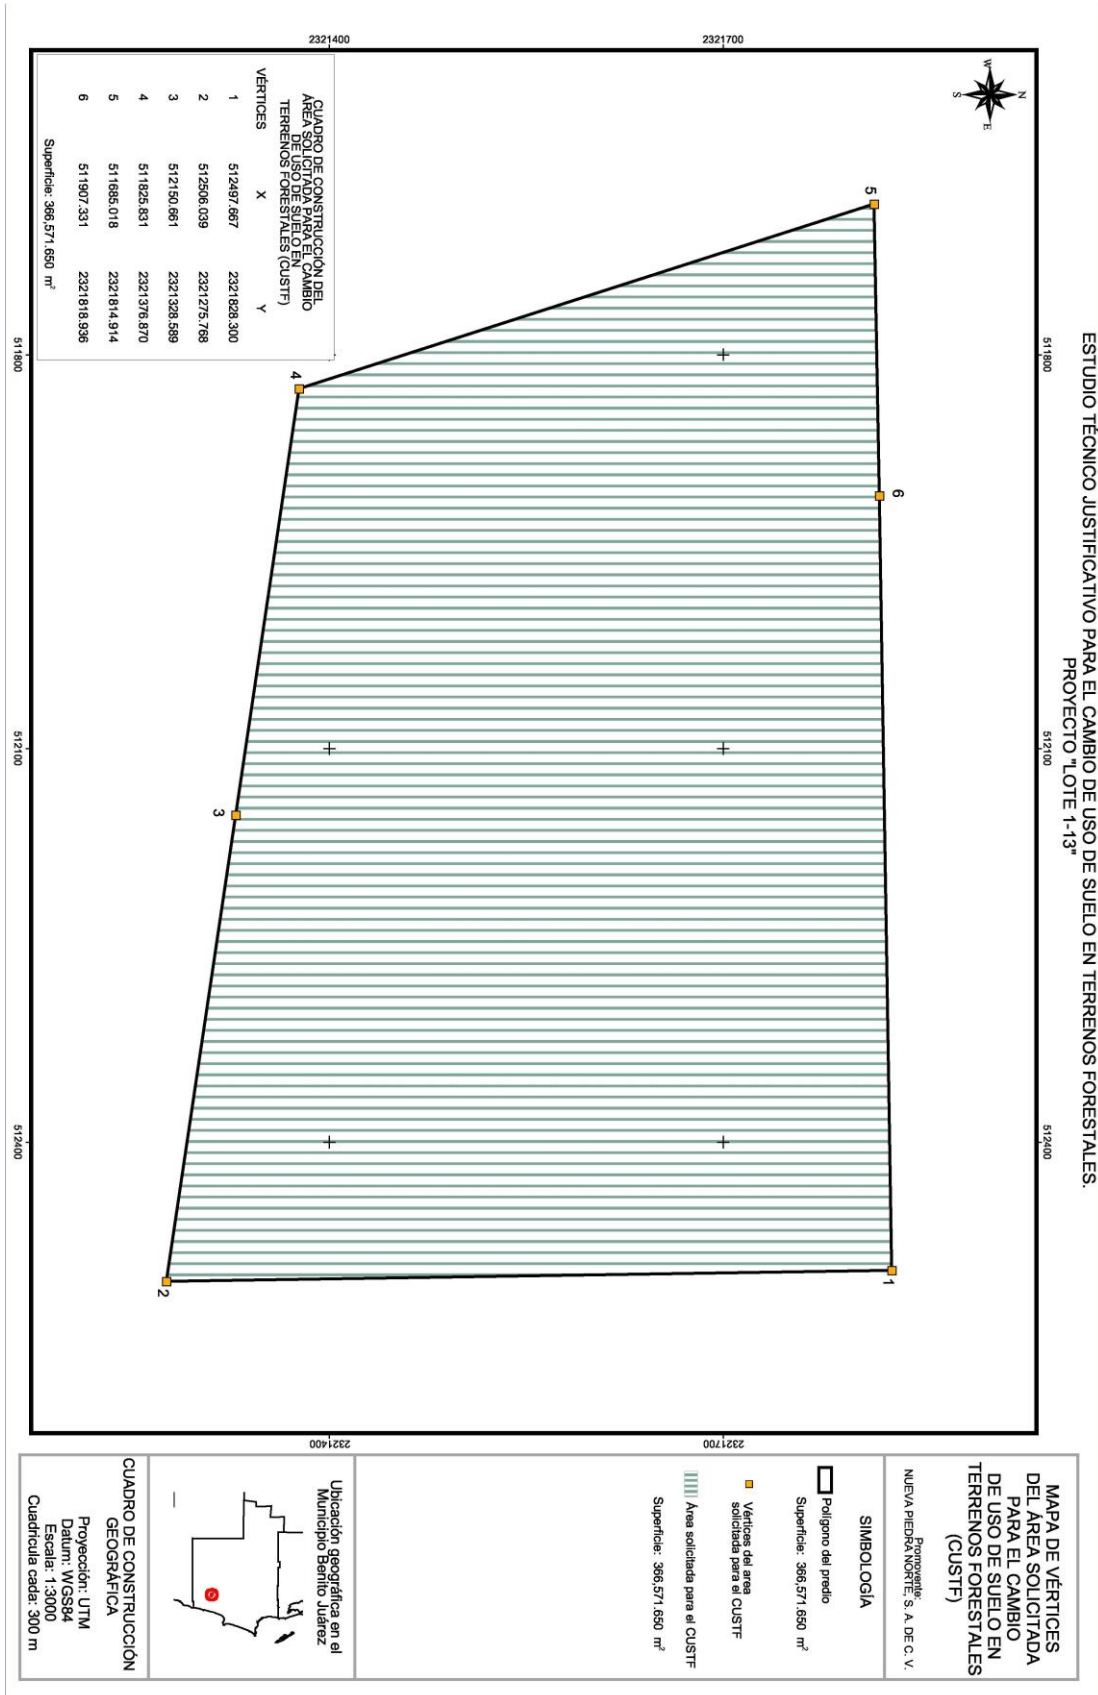 ESTUDIO TÉCNICO JUSTIFICATIVO PARA EL CAMBIO DE USO DE SUELO EN TERRENOS FORESTALES.
PROYECTO "LOTE 1-13"
511800
512100
512400
N
W
E
S
2321700
2321400
5
6
1
4
3
2
CUADRO DE CONSTRUCCIÓN DEL
ÁREA SOLICITADA PARA EL CAMBIO
DE USO DE SUELO EN
TERRENOS FORESTALES (CUSTF)
VÉRTICES X Y
1 512497.667 2321828.300
2 512506.039 2321275.768
3 512150.661 2321328.589
4 511825.831 2321376.870
5 511685.018 2321814.914
6 511907.331 2321818.936
Superficie: 366,571.650 m²
511800
512100
512400
2321700
2321400
MAPA DE VÉRTICES
DEL ÁREA SOLICITADA
PARA EL CAMBIO
DE USO DE SUELO EN
TERRENOS FORESTALES
(CUSTF)
Promovente:
NUEVA PIEDRA NORTE, S. A. DE C. V.
SIMBOLOGÍA
Polígono del predio
Superficie: 366,571.650 m²
Vértices del area
solicitada para el CUSTF
Área solicitada para el CUSTF
Superficie: 366,571.650 m²
Ubicación geográfica en el
Municipio Benito Juárez
CUADRO DE CONSTRUCCIÓN
GEOGRÁFICA
Proyección: UTM
Datum: WGS84
Escala: 1:3000
Cuadrícula cada: 300 m